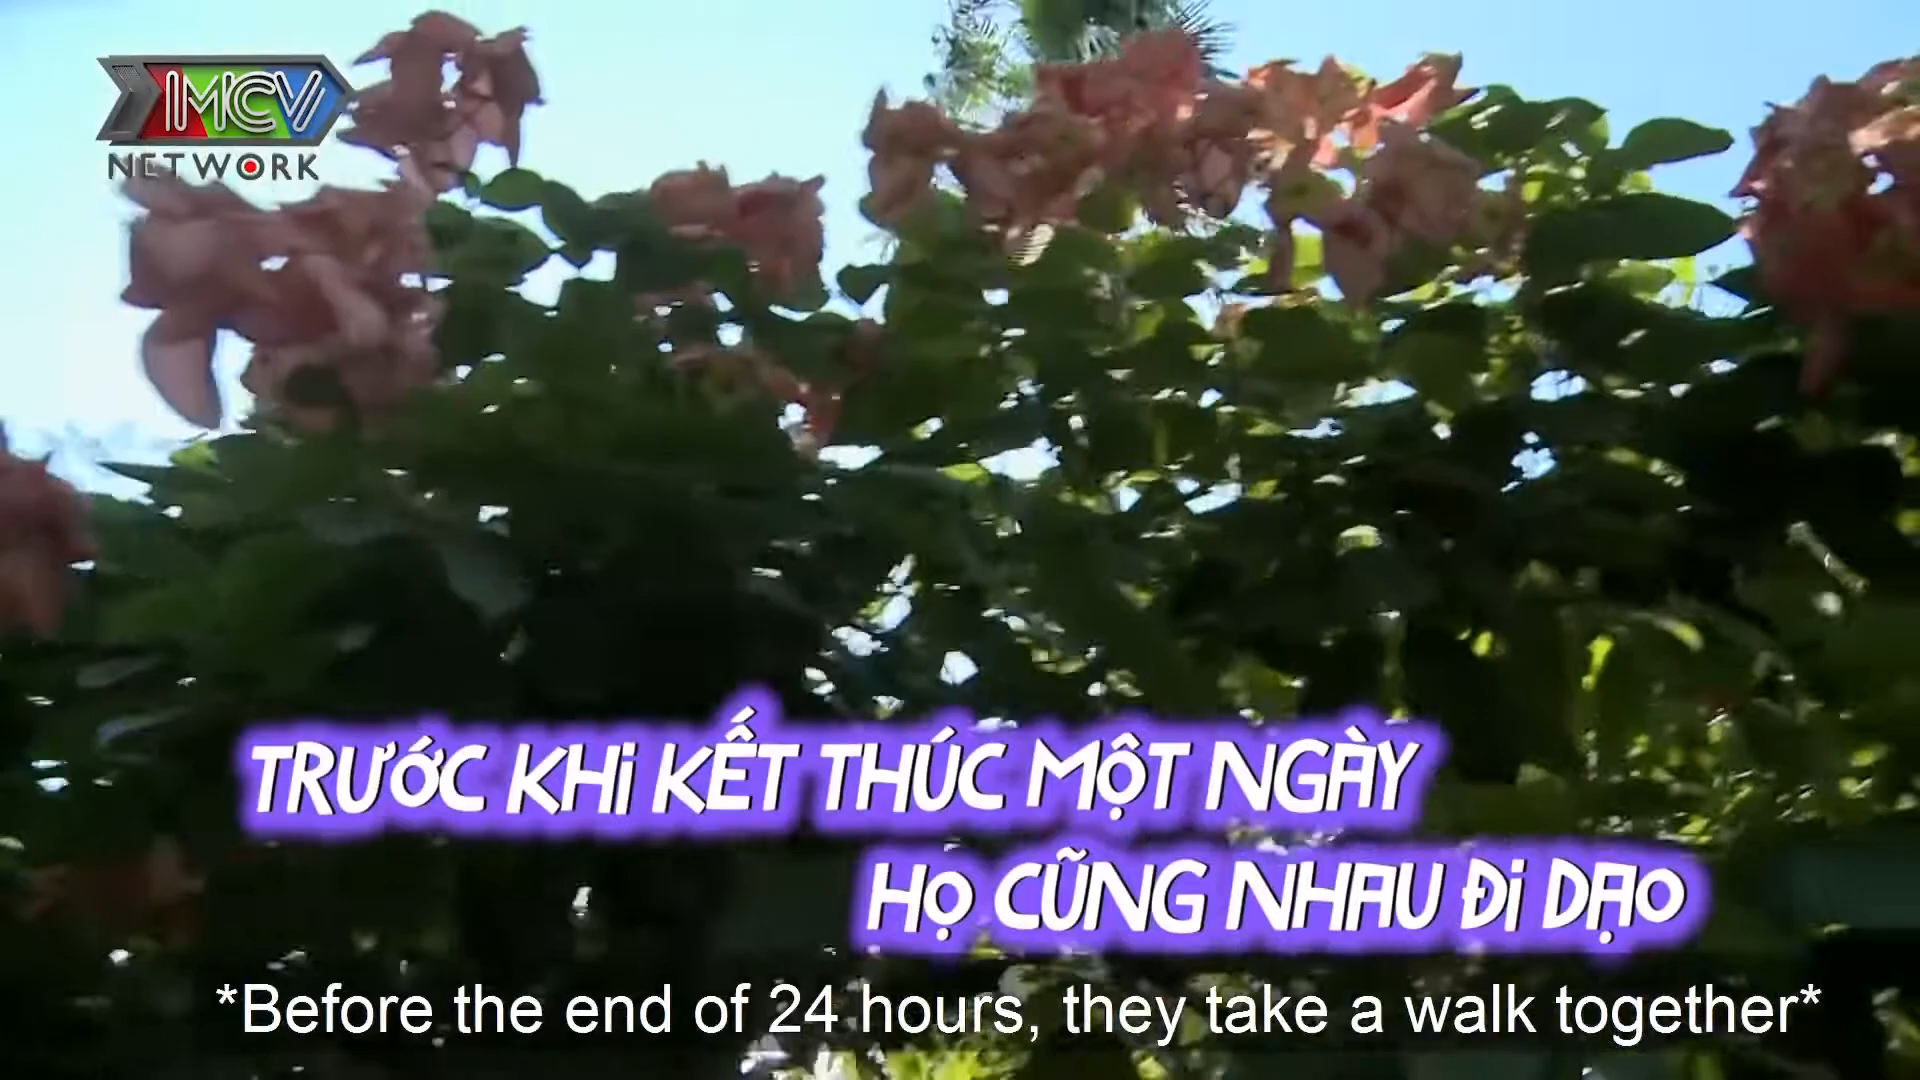 MCV
NETWORK
TRƯỚC KHI KẾT THÚC MỘT NGÀY
HỌ CŨNG NHAU ĐI DẠO
*Before the end of 24 hours, they take a walk together*